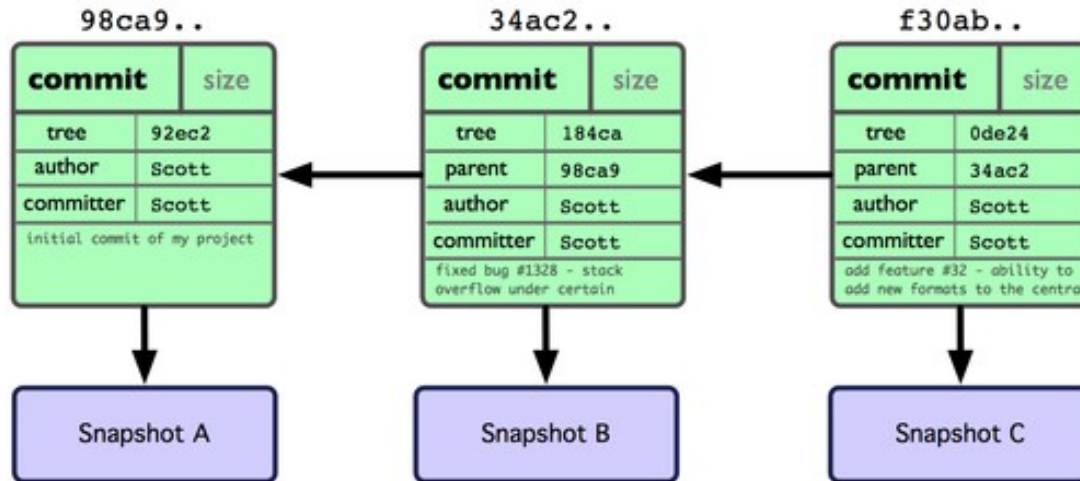 98ca9..
34ac2..
f30ab..
commit size
tree 92ec2
author Scott
committer Scott
initial commit of my project
commit size
tree 184ca
parent 98ca9
author Scott
committer Scott
fixed bug #1328 - stack
overflow under certain
commit size
tree 0de24
parent 34ac2
author Scott
committer Scott
add feature #32 - ability to
add new formats to the centra
Snapshot A
Snapshot B
Snapshot C